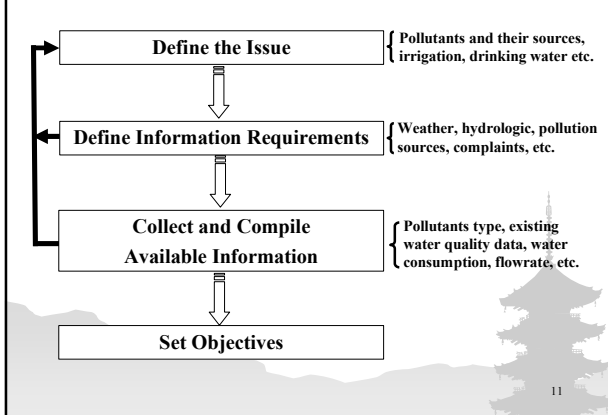 Define the Issue
Pollutants and their sources,
irrigation, drinking water etc.
Define Information Requirements
Weather, hydrologic, pollution
sources, complaints, etc.
Collect and Compile
Available Information
Pollutants type, existing
water quality data, water
consumption, flowrate, etc.
Set Objectives
11